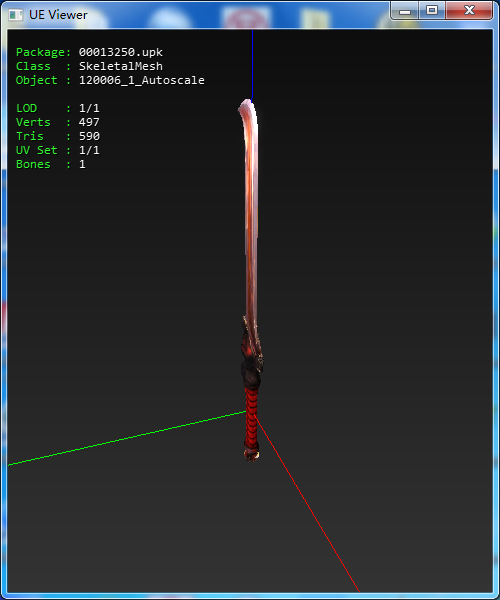 UE Viewer
Package: 00013250.upk
Class : SkeletalMesh
Object : 120006_1_Autoscale
LOD : 1/1
Verts : 497
Tris : 590
UV Set : 1/1
Bones : 1